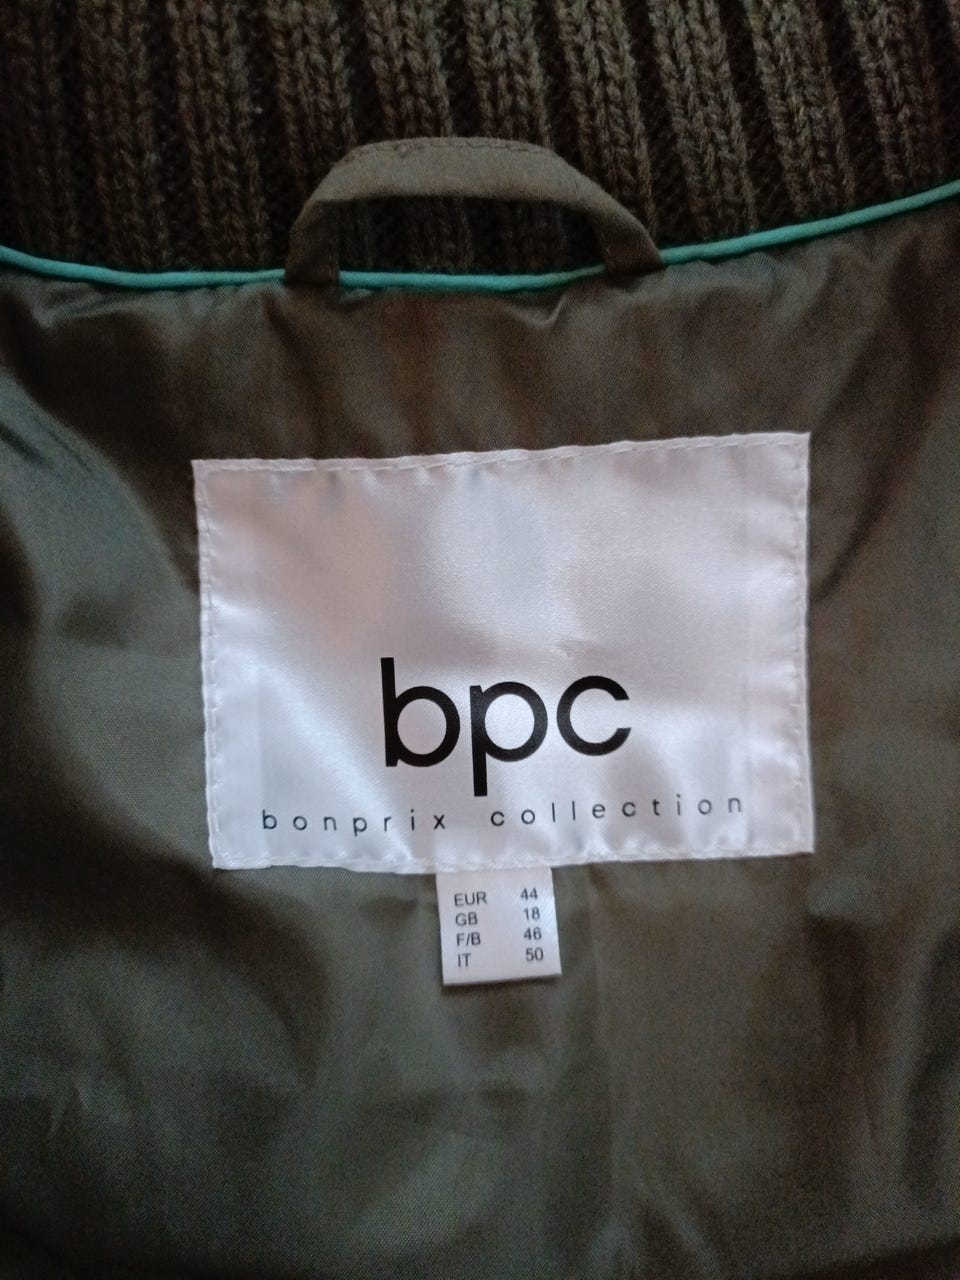 bpc
bonprix collection
EUR 44
GB 18
F/B 46
IT 50